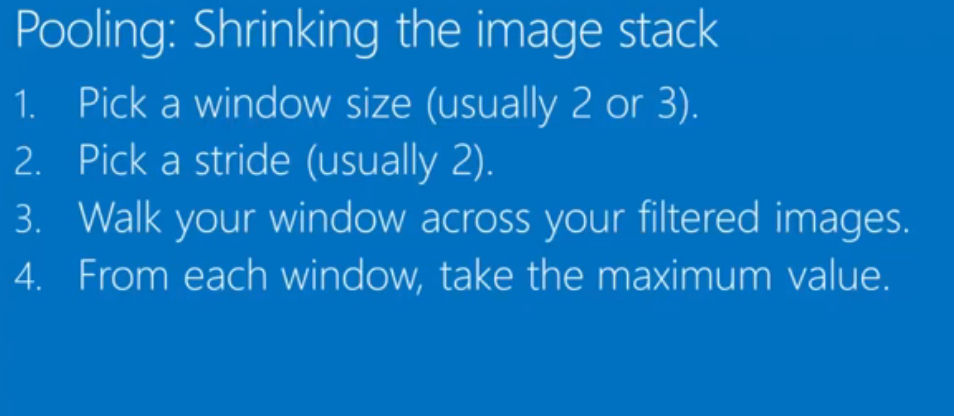 Pooling: Shrinking the image stack
1. Pick a window size (usually 2 or 3).
2. Pick a stride (usually 2).
3. Walk your window across your filtered images.
4. From each window, take the maximum value.